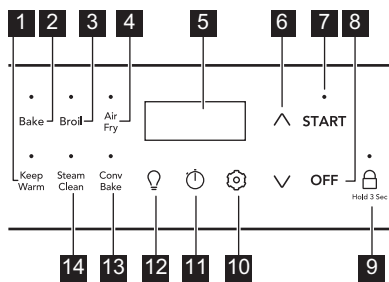 1 2 3 4 5 6 7 8
Bake Broil Air Fry START
Keep Warm Steam Clean Conv Bake OFF
Hold 3 Sec
14 13 12 11 10 9